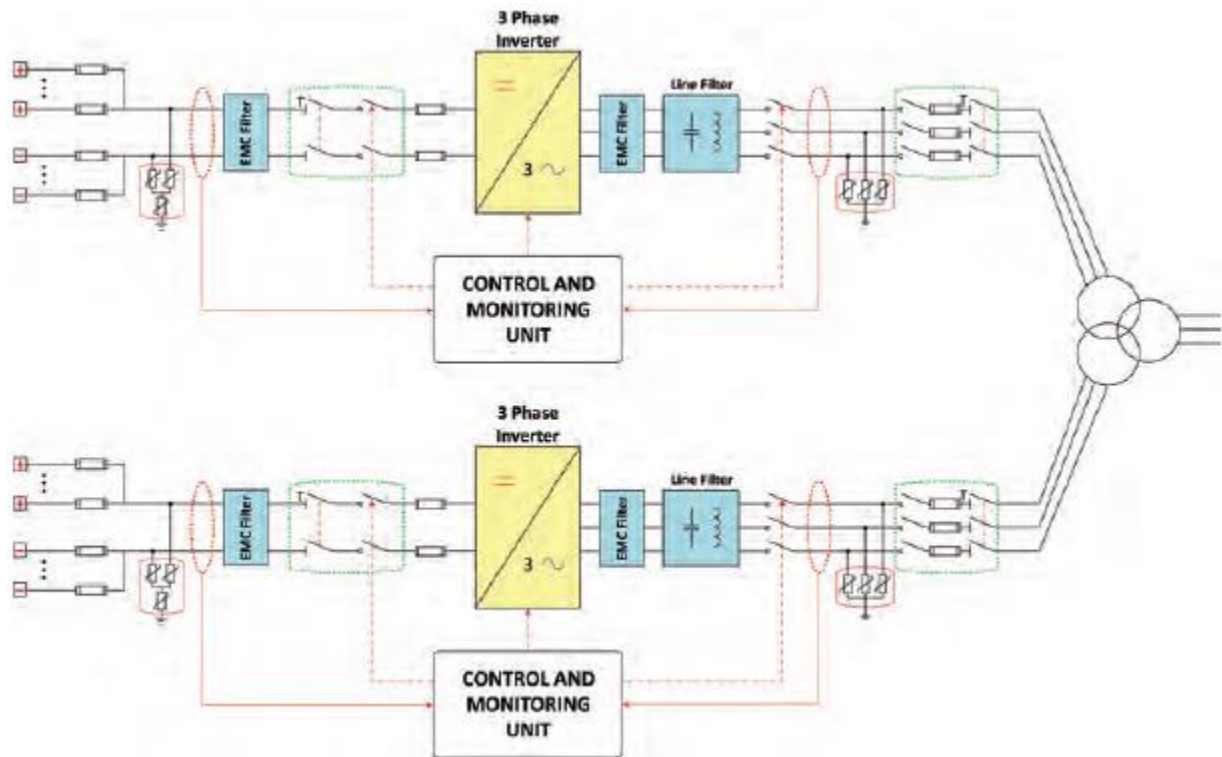 3 Phase
Inverter
Line Filter
+
+
−
−
EMC Filter
EMC Filter
3
CONTROL AND
MONITORING
UNIT
3 Phase
Inverter
Line Filter
+
+
−
−
EMC Filter
EMC Filter
3
CONTROL AND
MONITORING
UNIT